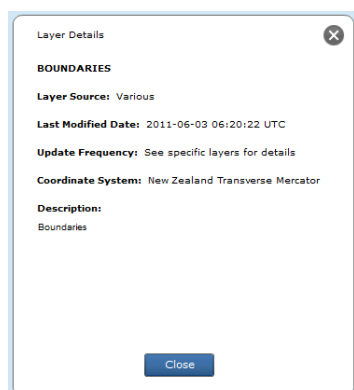 Layer Details
BOUNDARIES
Layer Source: Various
Last Modified Date: 2011-06-03 06:20:22 UTC
Update Frequency: See specific layers for details
Coordinate System: New Zealand Transverse Mercator
Description:
Boundaries
Close